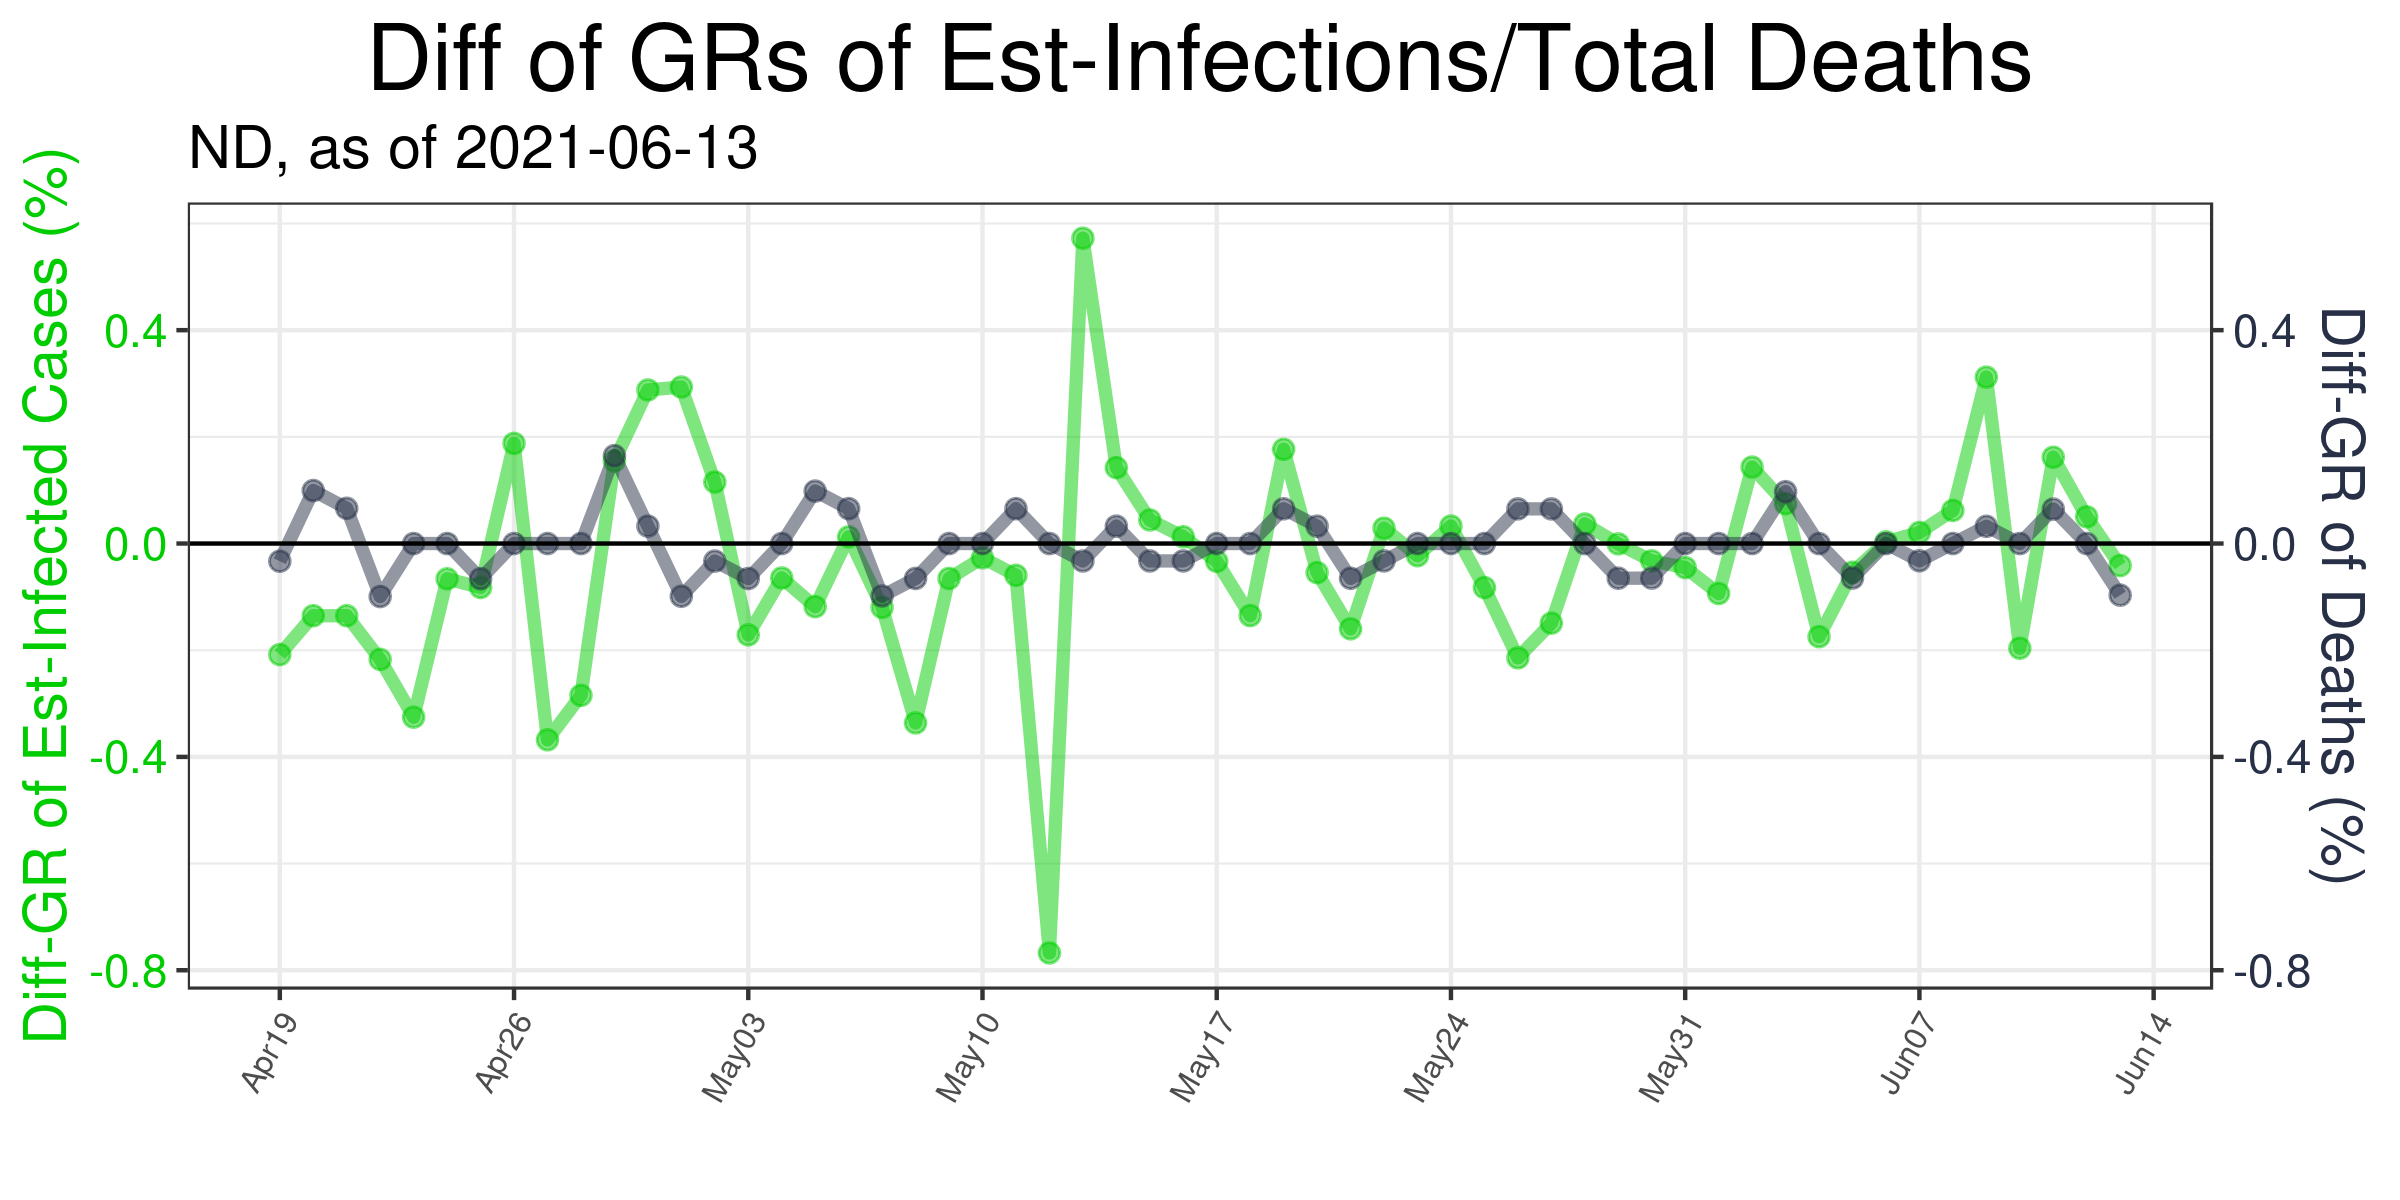 Diff of GRs of Est-Infections/Total Deaths
ND, as of 2021-06-13
Diff-GR of Est-Infected Cases (%)
0.4
0.0
-0.4
-0.8
0.4
0.0
-0.4
-0.8
Diff-GR of Deaths (%)
Apr19
Apr26
May03
May10
May17
May24
May31
Jun07
Jun14